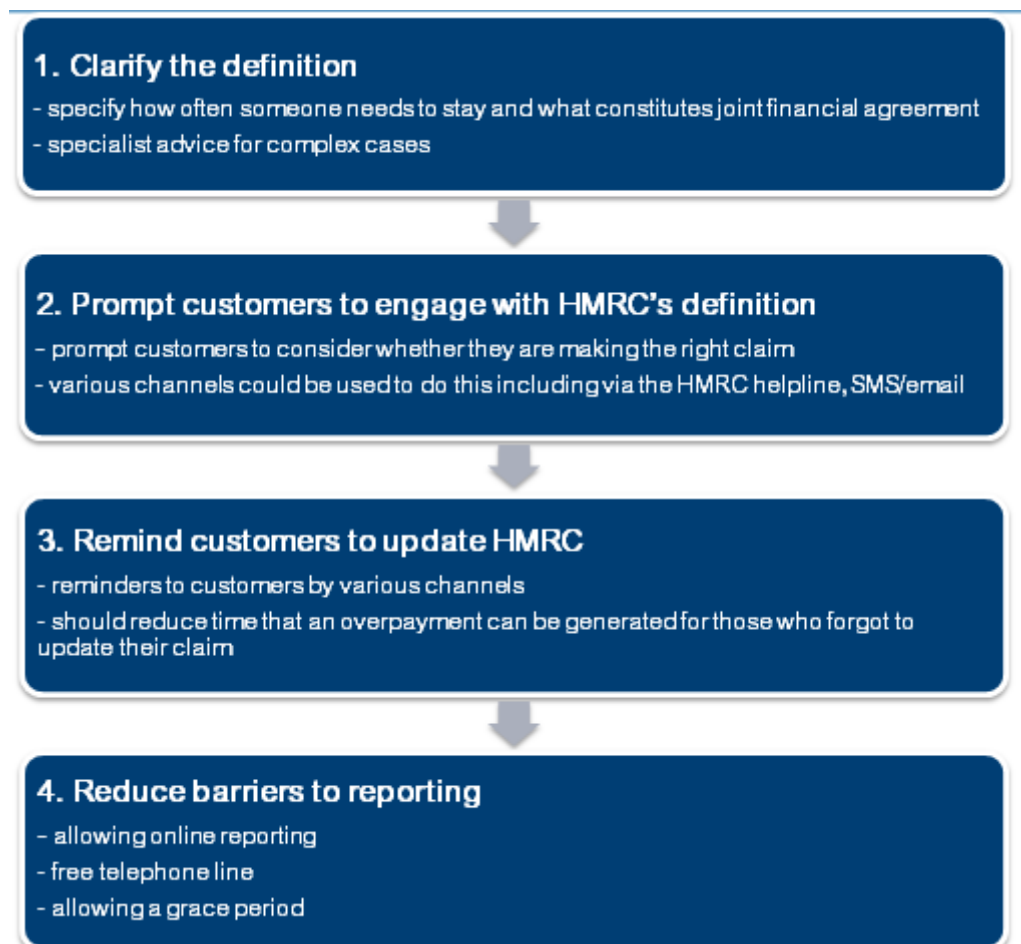 1. Clarify the definition
- specify how often someone needs to stay and what constitutes joint financial agreement
- specialist advice for complex cases
2. Prompt customers to engage with HMRC's definition
- prompt customers to consider whether they are making the right claim
- various channels could be used to do this including via the HMRC helpline, SMS/email
3. Remind customers to update HMRC
- reminders to customers by various channels
- should reduce time that an overpayment can be generated for those who forgot to
update their claim
4. Reduce barriers to reporting
- allowing online reporting
- free telephone line
- allowing a grace period